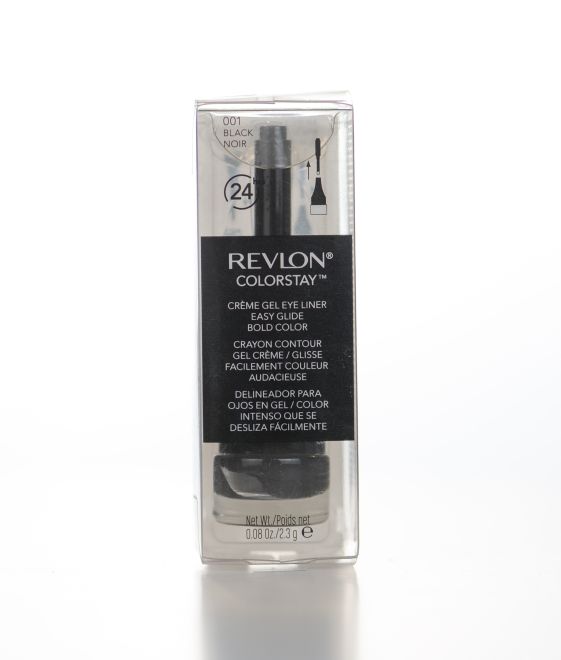 001
BLACK
NOIR
24 hrs
REVLON®
COLORSTAY™
CRÈME GEL EYE LINER
EASY GLIDE
BOLD COLOR
CRAYON CONTOUR
GEL CRÈME / GLISSE
FACILEMENT COULEUR
AUDACIEUSE
DELINEADOR PARA
OJOS EN GEL / COLOR
INTENSO QUE SE
DESLIZA FÁCILMENTE
Net Wt./Poids net
0.08 Oz./2.3 g ℮